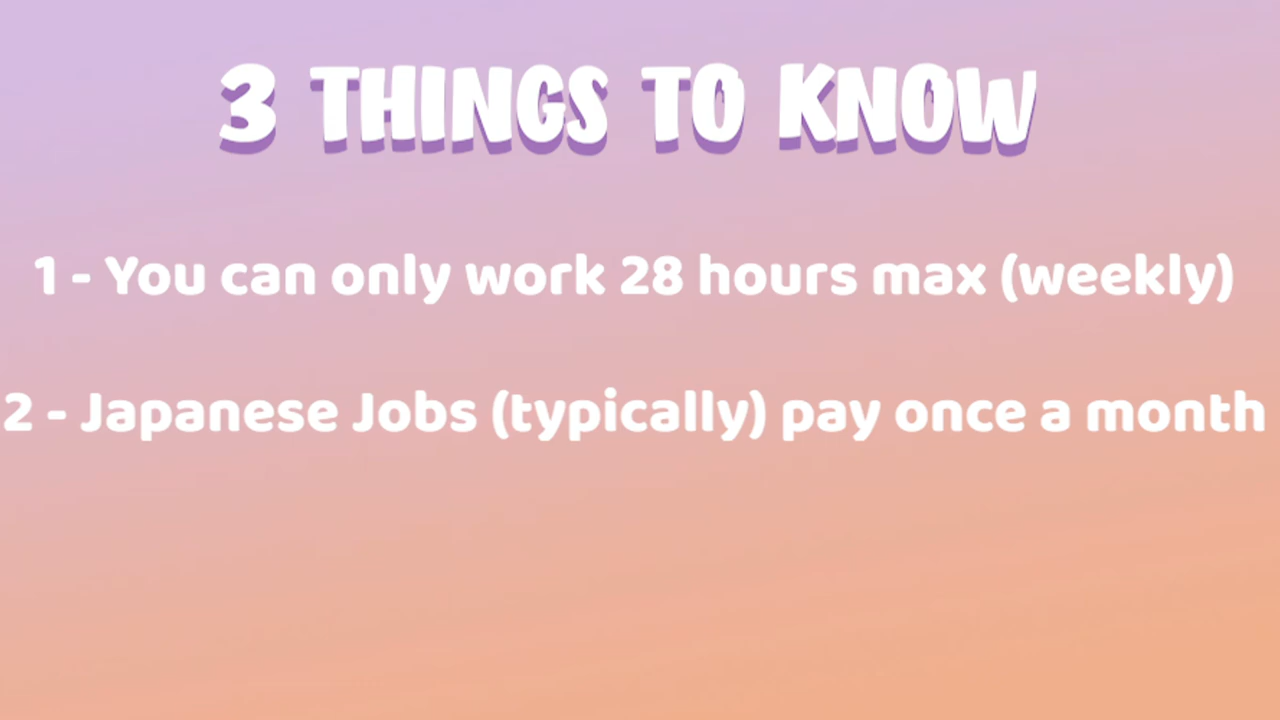 3 THINGS TO KNOW
1 - You can only work 28 hours max (weekly)
2 - Japanese Jobs (typically) pay once a month